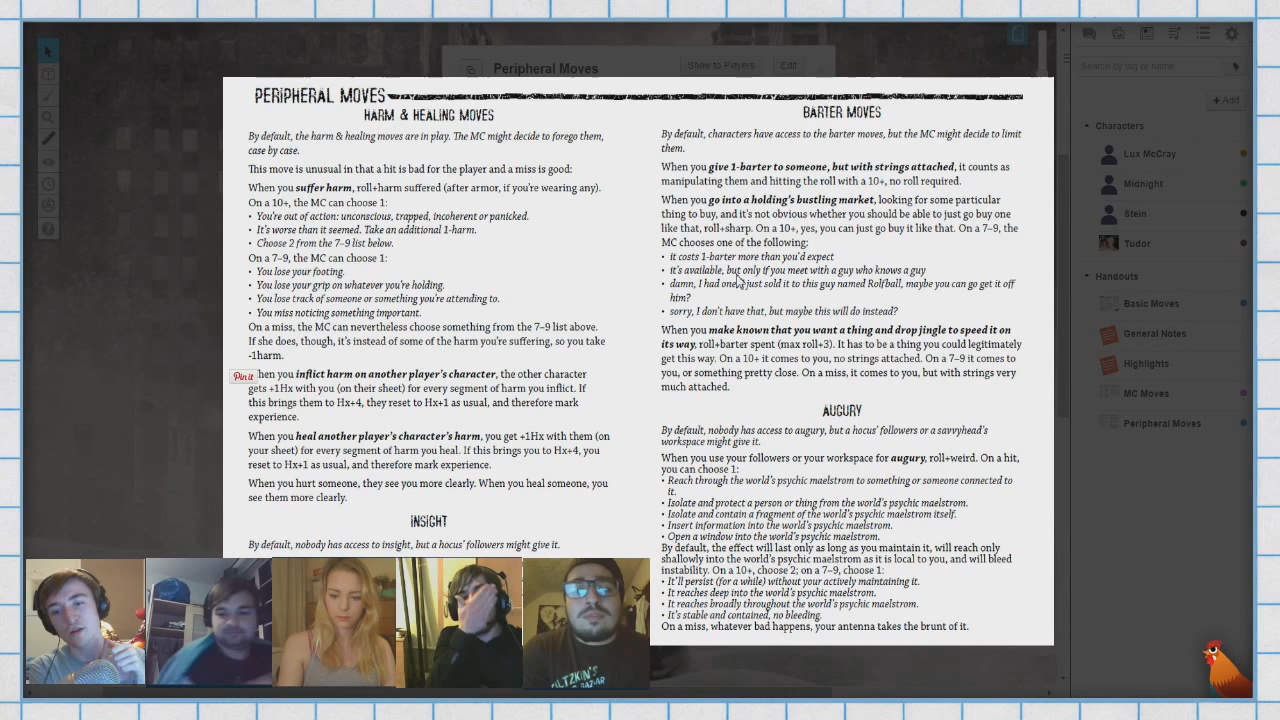 Peripheral Moves
Show to Players
Edit
Search by tag or name
+ Add
Characters
Lux McCray
Midnight
Stein
Tudor
Handouts
Basic Moves
General Notes
Highlights
MC Moves
Peripheral Moves
PERIPHERAL MOVES
HARM & HEALING MOVES
By default, the harm & healing moves are in play. The MC might decide to forego them,
case by case.
This move is unusual in that a hit is bad for the player and a miss is good:
When you suffer harm, roll+harm suffered (after armor, if you're wearing any).
On a 10+, the MC can choose 1:
• You're out of action: unconscious, trapped, incoherent or panicked.
• It's worse than it seemed. Take an additional 1-harm.
• Choose 2 from the 7–9 list below.
On a 7–9, the MC can choose 1:
• You lose your footing.
• You lose your grip on whatever you're holding.
• You lose track of someone or something you're attending to.
• You miss noticing something important.
On a miss, the MC can nevertheless choose something from the 7–9 list above.
If she does, though, it's instead of some of the harm you're suffering, so you take
-1harm.
Pin it
hen you inflict harm on another player's character, the other character
gets +1Hx with you (on their sheet) for every segment of harm you inflict. If
this brings them to Hx+4, they reset to Hx+1 as usual, and therefore mark
experience.
When you heal another player's character's harm, you get +1Hx with them (on
your sheet) for every segment of harm you heal. If this brings you to Hx+4, you
reset to Hx+1 as usual, and therefore mark experience.
When you hurt someone, they see you more clearly. When you heal someone, you
see them more clearly.
INSIGHT
By default, nobody has access to insight, but a hocus' followers might give it.
BARTER MOVES
By default, characters have access to the barter moves, but the MC might decide to limit
them.
When you give 1-barter to someone, but with strings attached, it counts as
manipulating them and hitting the roll with a 10+, no roll required.
When you go into a holding's bustling market, looking for some particular
thing to buy, and it's not obvious whether you should be able to just go buy one
like that, roll+sharp. On a 10+, yes, you can just go buy it like that. On a 7–9, the
MC chooses one of the following:
• it costs 1-barter more than you'd expect
• it's available, but only if you meet with a guy who knows a guy
• damn, I had one, just sold it to this guy named Rolfball, maybe you can go get it off
him?
• sorry, I don't have that, but maybe this will do instead?
When you make known that you want a thing and drop jingle to speed it on
its way, roll+barter spent (max roll+3). It has to be a thing you could legitimately
get this way. On a 10+ it comes to you, no strings attached. On a 7–9 it comes to
you, or something pretty close. On a miss, it comes to you, but with strings very
much attached.
AUGURY
By default, nobody has access to augury, but a hocus' followers or a savvyhead's
workspace might give it.
When you use your followers or your workspace for augury, roll+weird. On a hit,
you can choose 1:
• Reach through the world's psychic maelstrom to something or someone connected to
it.
• Isolate and protect a person or thing from the world's psychic maelstrom.
• Isolate and contain a fragment of the world's psychic maelstrom itself.
• Insert information into the world's psychic maelstrom.
• Open a window into the world's psychic maelstrom.
By default, the effect will last only as long as you maintain it, will reach only
shallowly into the world's psychic maelstrom as it is local to you, and will bleed
instability. On a 10+, choose 2; on a 7–9, choose 1:
• It'll persist (for a while) without your actively maintaining it.
• It reaches deep into the world's psychic maelstrom.
• It reaches broadly throughout the world's psychic maelstrom.
• It's stable and contained, no bleeding.
On a miss, whatever bad happens, your antenna takes the brunt of it.